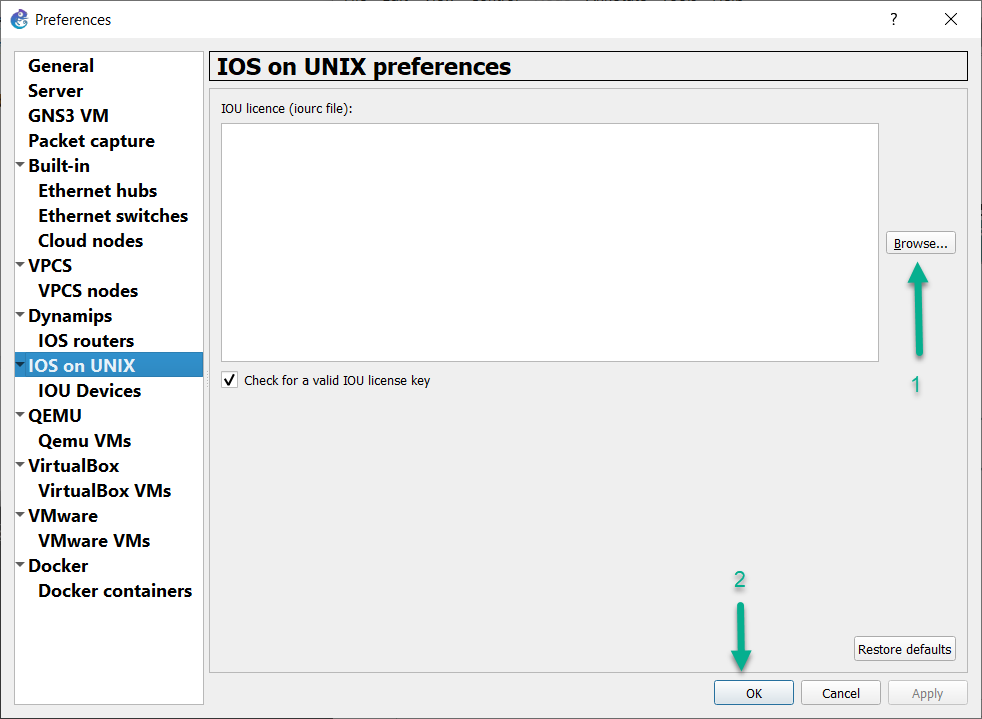 Preferences
?
General
Server
GNS3 VM
Packet capture
Built-in
Ethernet hubs
Ethernet switches
Cloud nodes
VPCS
VPCS nodes
Dynamips
IOS routers
IOS on UNIX
IOU Devices
QEMU
Qemu VMs
VirtualBox
VirtualBox VMs
VMware
VMware VMs
Docker
Docker containers
IOS on UNIX preferences
IOU licence (iourc file):
Browse...
1
Check for a valid IOU license key
2
Restore defaults
OK
Cancel
Apply